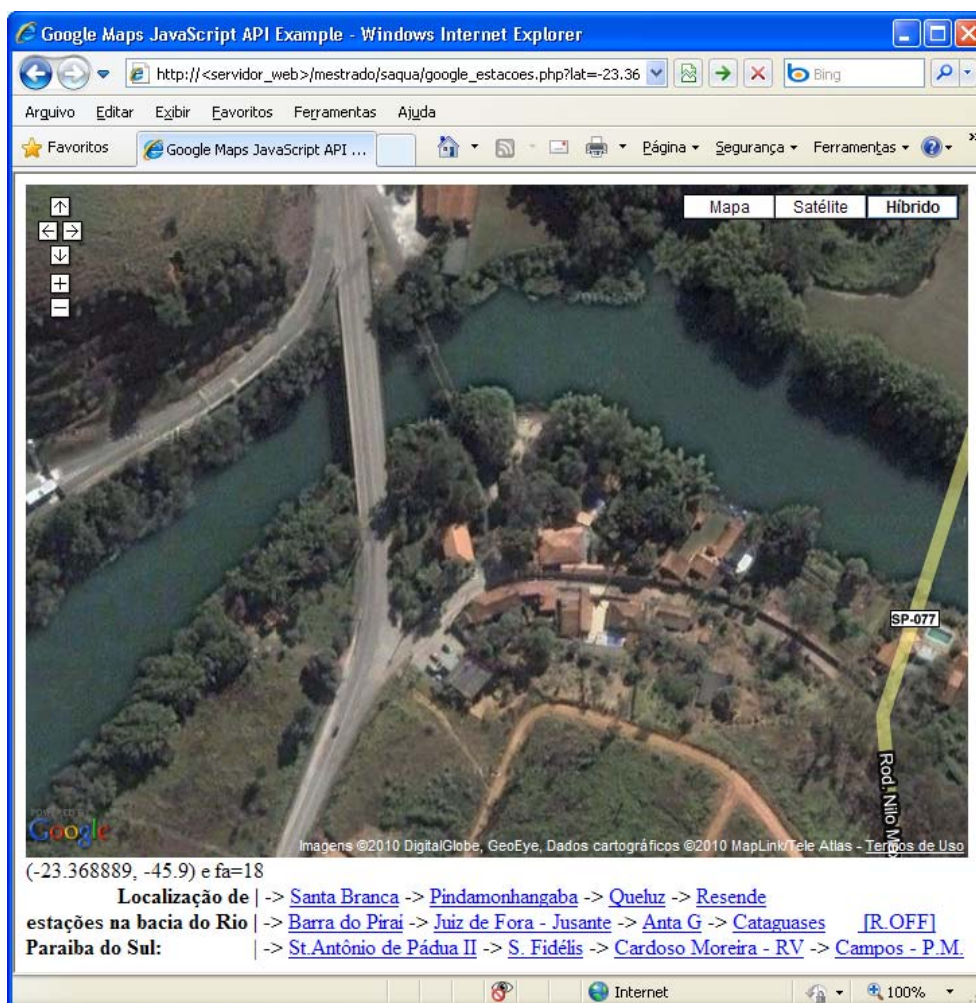 Google Maps JavaScript API Example - Windows Internet Explorer
http://<servidor_web>/mestrado/saqua/google_estacoes.php?lat=-23.36
Bing
Arquivo Editar Exibir Favoritos Ferramentas Ajuda
Favoritos Google Maps JavaScript API ... Página Segurança Ferramentas
Mapa Satélite Híbrido
SP-077
Rod. Nilo
POWERED BY
Google
Imagens ©2010 DigitalGlobe, GeoEye, Dados cartográficos ©2010 MapLink/Tele Atlas - Termos de Uso
(-23.368889, -45.9) e fa=18
Localização de | -> Santa Branca -> Pindamonhangaba -> Queluz -> Resende
estações na bacia do Rio | -> Barra do Pirai -> Juiz de Fora - Jusante -> Anta G -> Cataguases [R.OFF]
Paraiba do Sul: | -> St.Antônio de Pádua II -> S. Fidélis -> Cardoso Moreira - RV -> Campos - P.M.
Internet 100%